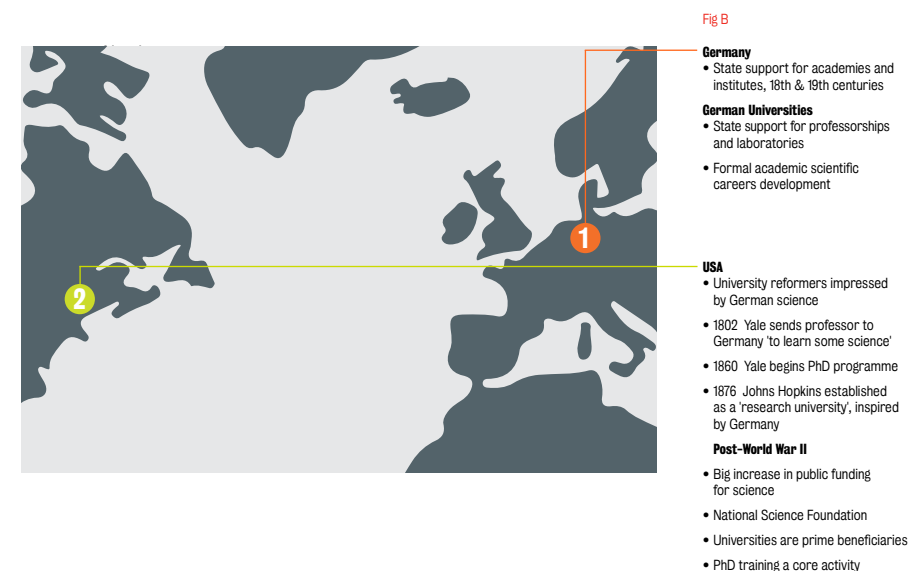 Fig B
Germany
• State support for academies and
institutes, 18th & 19th centuries
German Universities
• State support for professorships
and laboratories
• Formal academic scientific
careers development
1
USA
• University reformers impressed
by German science
• 1802 Yale sends professor to
Germany 'to learn some science'
• 1860 Yale begins PhD programme
• 1876 Johns Hopkins established
as a 'research university', inspired
by Germany
2
Post-World War II
• Big increase in public funding
for science
• National Science Foundation
• Universities are prime beneficiaries
• PhD training a core activity